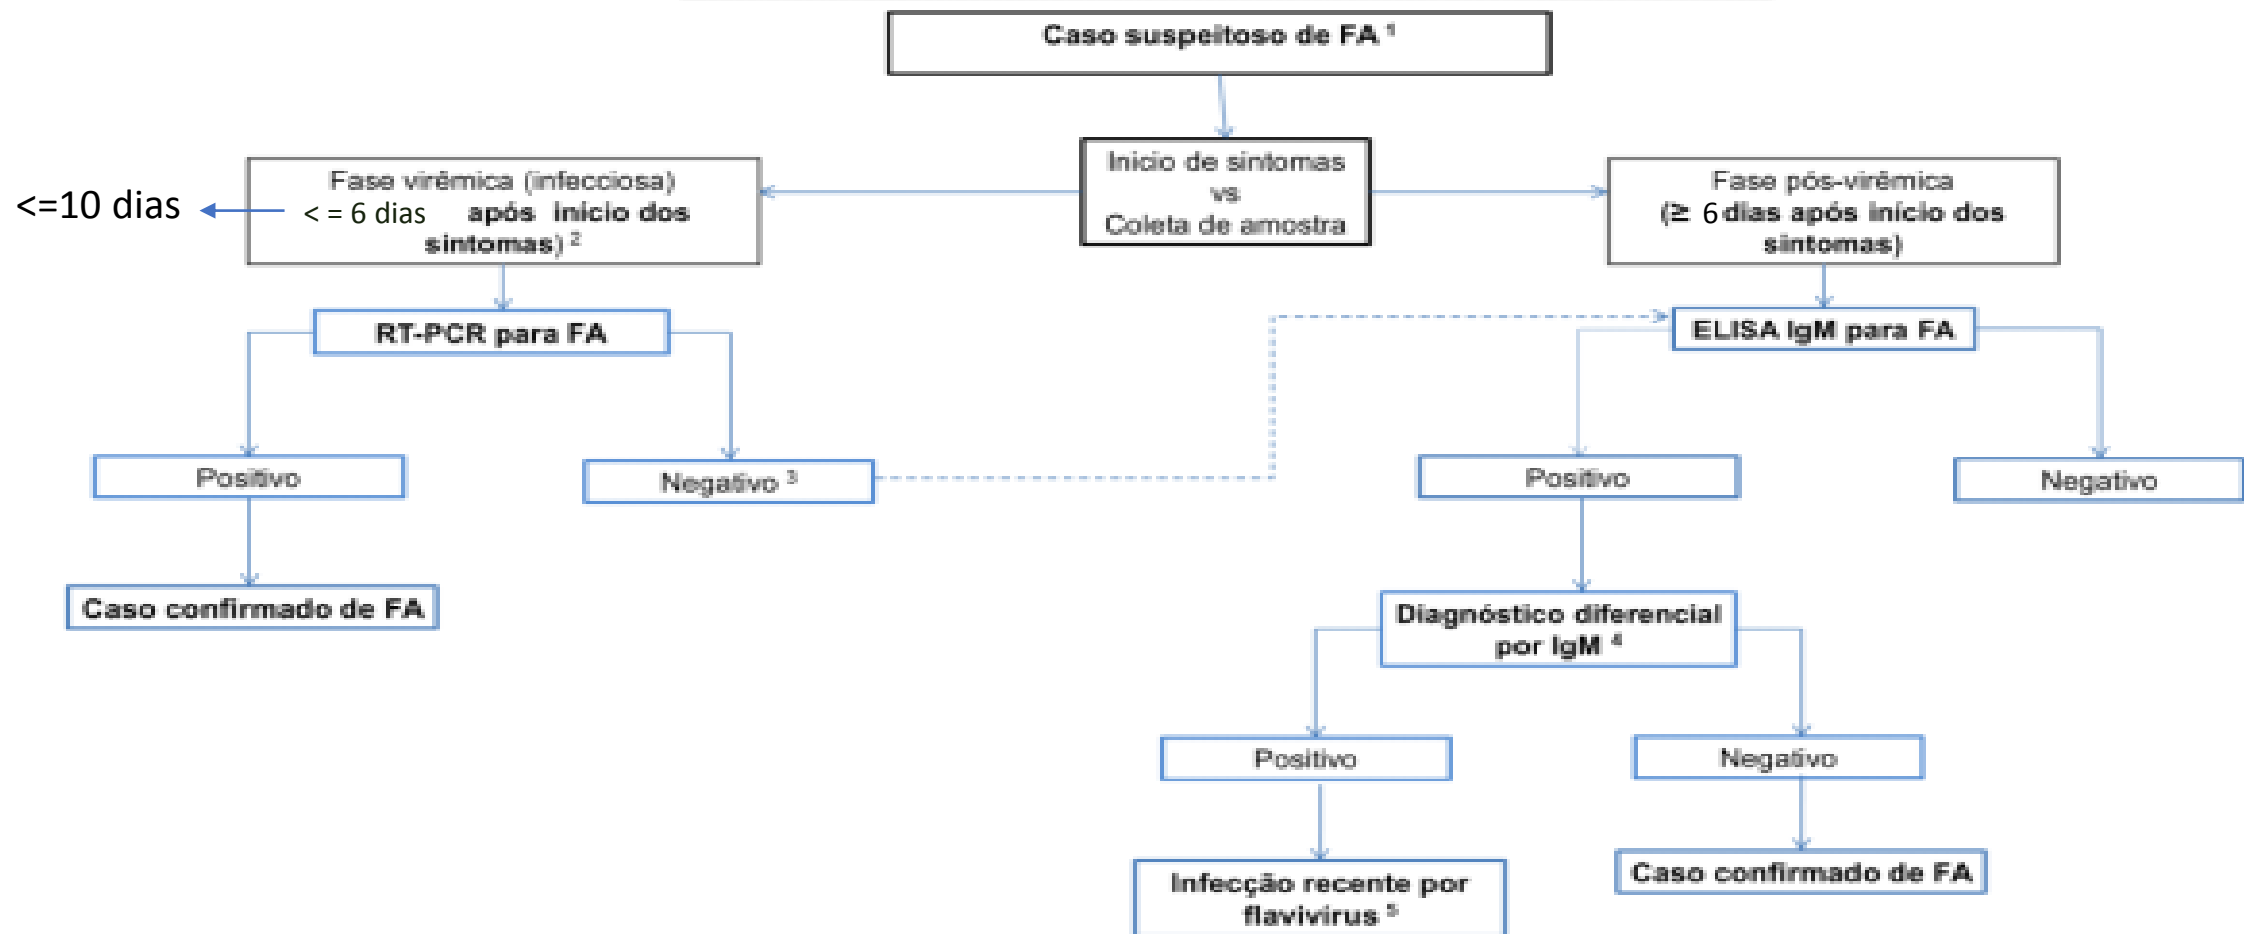 Caso suspeitoso de FA ¹
Inicio de sintomas
vs
Coleta de amostra
<=10 dias
Fase virêmica (infecciosa)
< = 6 dias após início dos
sintomas) ²
Fase pós-virêmica
(≥ 6 dias após início dos
sintomas)
RT-PCR para FA
ELISA IgM para FA
Positivo
Negativo ³
Positivo
Negativo
Caso confirmado de FA
Diagnóstico diferencial
por IgM ⁴
Positivo
Negativo
Infecção recente por
flavivirus ⁵
Caso confirmado de FA